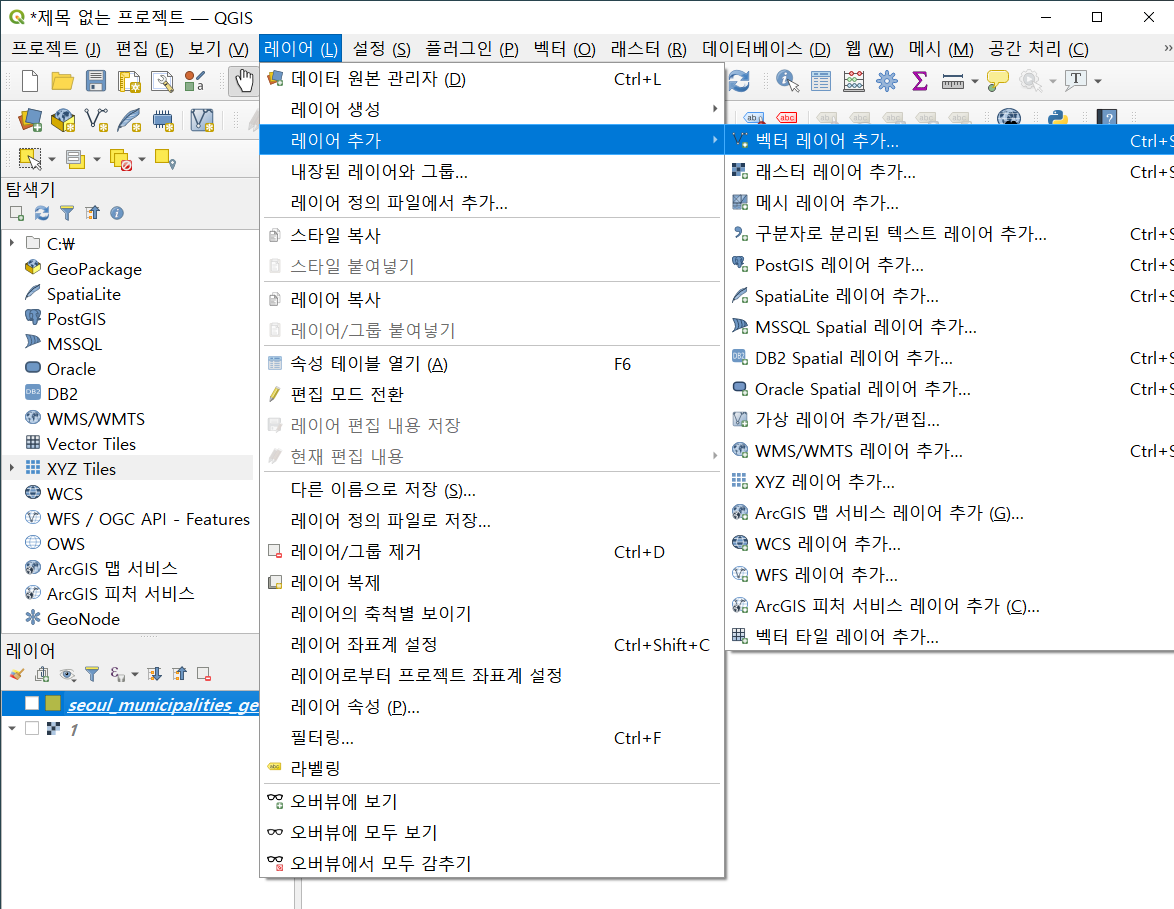 *제목 없는 프로젝트 — QGIS
프로젝트 (J) 편집 (E) 보기 (V) 레이어 (L) 설정 (S) 플러그인 (P) 벡터 (O) 래스터 (R) 데이터베이스 (D) 웹 (W) 메시 (M) 공간 처리 (C) »
탐색기
C:₩
GeoPackage
SpatiaLite
PostGIS
MSSQL
Oracle
DB2
WMS/WMTS
Vector Tiles
XYZ Tiles
WCS
WFS / OGC API - Features
OWS
ArcGIS 맵 서비스
ArcGIS 피처 서비스
GeoNode
레이어
seoul_municipalities_ge
1
데이터 원본 관리자 (D) Ctrl+L
레이어 생성
레이어 추가
내장된 레이어와 그룹...
레이어 정의 파일에서 추가...
스타일 복사
스타일 붙여넣기
레이어 복사
레이어/그룹 붙여넣기
속성 테이블 열기 (A) F6
편집 모드 전환
레이어 편집 내용 저장
현재 편집 내용
다른 이름으로 저장 (S)...
레이어 정의 파일로 저장...
레이어/그룹 제거 Ctrl+D
레이어 복제
레이어의 축척별 보이기
레이어 좌표계 설정 Ctrl+Shift+C
레이어로부터 프로젝트 좌표계 설정
레이어 속성 (P)...
필터링... Ctrl+F
라벨링
오버뷰에 보기
오버뷰에 모두 보기
오버뷰에서 모두 감추기
벡터 레이어 추가... Ctrl+S
래스터 레이어 추가... Ctrl+S
메시 레이어 추가...
구분자로 분리된 텍스트 레이어 추가... Ctrl+S
PostGIS 레이어 추가... Ctrl+S
SpatiaLite 레이어 추가... Ctrl+S
MSSQL Spatial 레이어 추가...
DB2 Spatial 레이어 추가... Ctrl+S
Oracle Spatial 레이어 추가... Ctrl+S
가상 레이어 추가/편집...
WMS/WMTS 레이어 추가... Ctrl+S
XYZ 레이어 추가...
ArcGIS 맵 서비스 레이어 추가 (G)...
WCS 레이어 추가...
WFS 레이어 추가...
ArcGIS 피처 서비스 레이어 추가 (C)...
벡터 타일 레이어 추가...